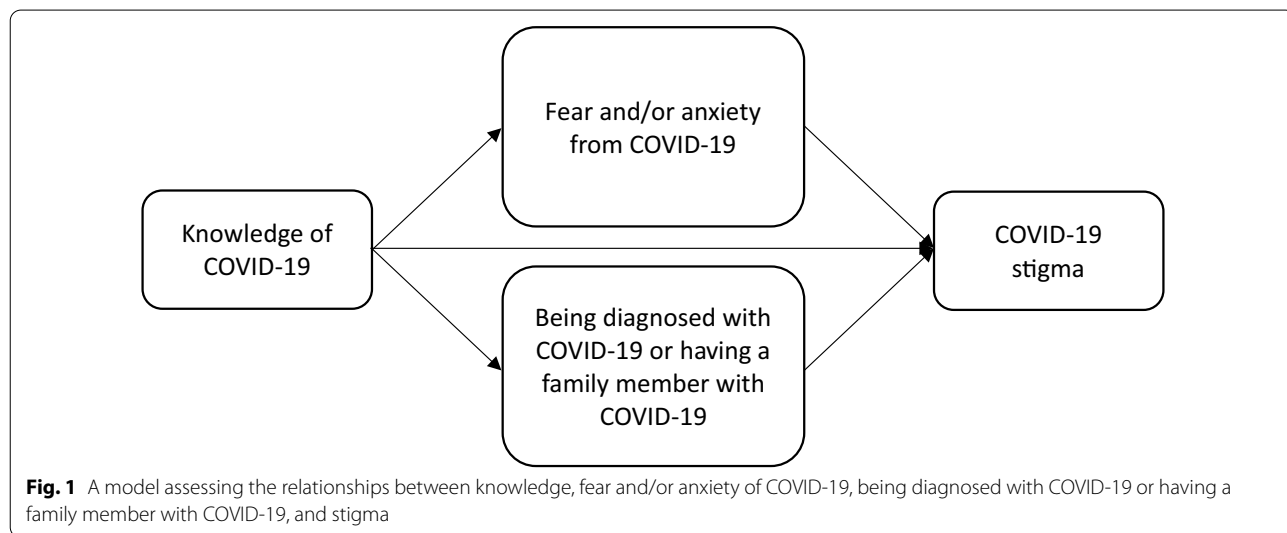 Fear and/or anxiety
from COVID-19
Knowledge of
COVID-19
COVID-19
stigma
Being diagnosed with
COVID-19 or having a
family member with
COVID-19
Fig. 1 A model assessing the relationships between knowledge, fear and/or anxiety of COVID-19, being diagnosed with COVID-19 or having a
family member with COVID-19, and stigma